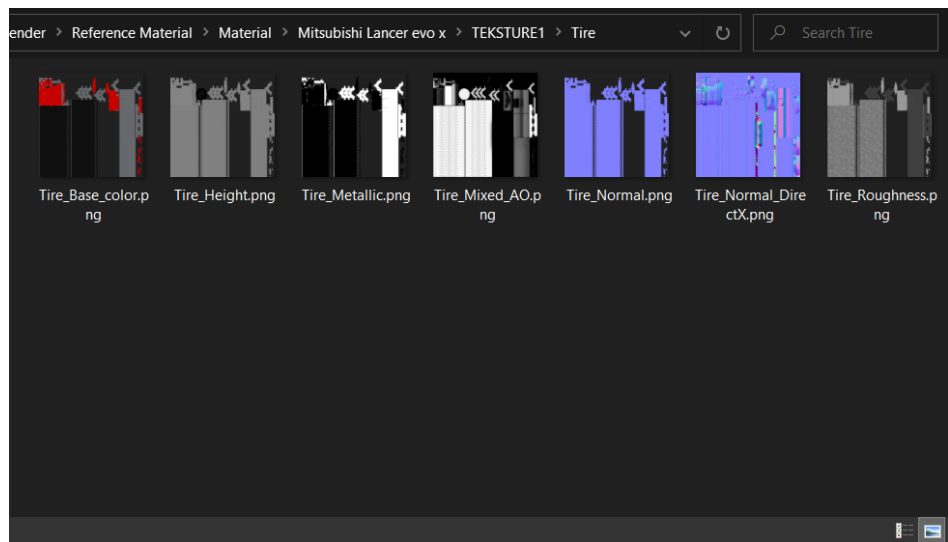 ender > Reference Material > Material > Mitsubishi Lancer evo x > TEKSTURE1 > Tire
Search Tire
Tire_Base_color.p
ng
Tire_Height.png
Tire_Metallic.png
Tire_Mixed_AO.p
ng
Tire_Normal.png
Tire_Normal_Dire
ctX.png
Tire_Roughness.p
ng